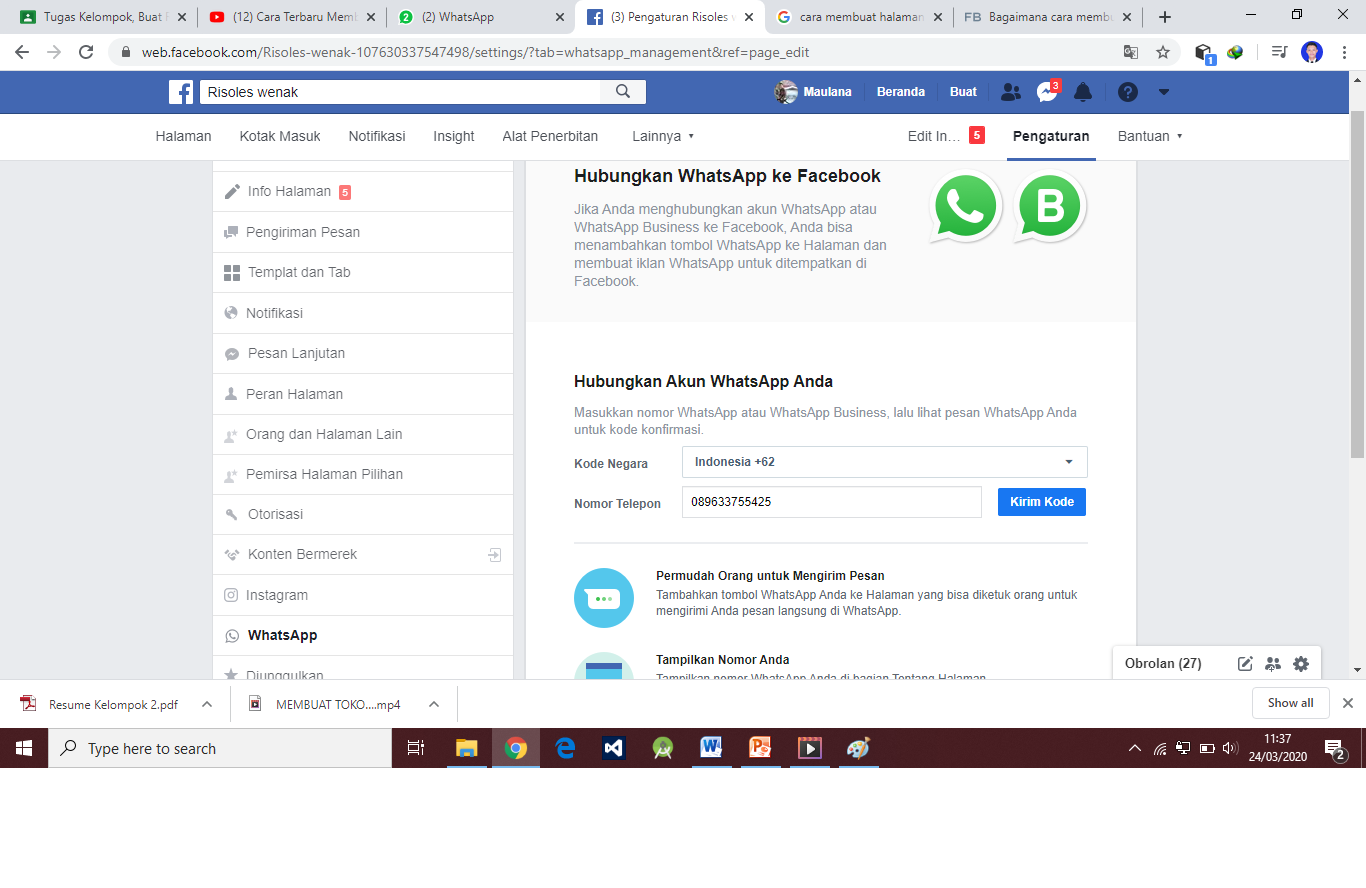 Tugas Kelompok, Buat
(12) Cara Terbaru Mem
(2) WhatsApp
(3) Pengaturan Risoles
cara membuat halaman
FB Bagaimana cara memb
web.facebook.com/Risoles-wenak-107630337547498/settings/?tab=whatsapp_management&ref=page_edit
1
Risoles wenak
Maulana
Beranda
Buat
3
Halaman
Kotak Masuk
Notifikasi
Insight
Alat Penerbitan
Lainnya
Edit In...
5
Pengaturan
Bantuan
Info Halaman 5
Pengiriman Pesan
Templat dan Tab
Notifikasi
Pesan Lanjutan
Peran Halaman
Orang dan Halaman Lain
Pemirsa Halaman Pilihan
Otorisasi
Konten Bermerek
Instagram
WhatsApp
Diunggulkan
Hubungkan WhatsApp ke Facebook
Jika Anda menghubungkan akun WhatsApp atau
WhatsApp Business ke Facebook, Anda bisa
menambahkan tombol WhatsApp ke Halaman dan
membuat iklan WhatsApp untuk ditempatkan di
Facebook.
B
Hubungkan Akun WhatsApp Anda
Masukkan nomor WhatsApp atau WhatsApp Business, lalu lihat pesan WhatsApp Anda
untuk kode konfirmasi.
Kode Negara
Indonesia +62
Nomor Telepon
089633755425
Kirim Kode
Permudah Orang untuk Mengirim Pesan
Tambahkan tombol WhatsApp Anda ke Halaman yang bisa diketuk orang untuk
mengirimi Anda pesan langsung di WhatsApp.
Tampilkan Nomor Anda
Tampilkan nomor WhatsApp Anda di bagian Tentang Halaman
Obrolan (27)
Resume Kelompok 2.pdf
MEMBUAT TOKO....mp4
Show all
Type here to search
11:37
24/03/2020
2